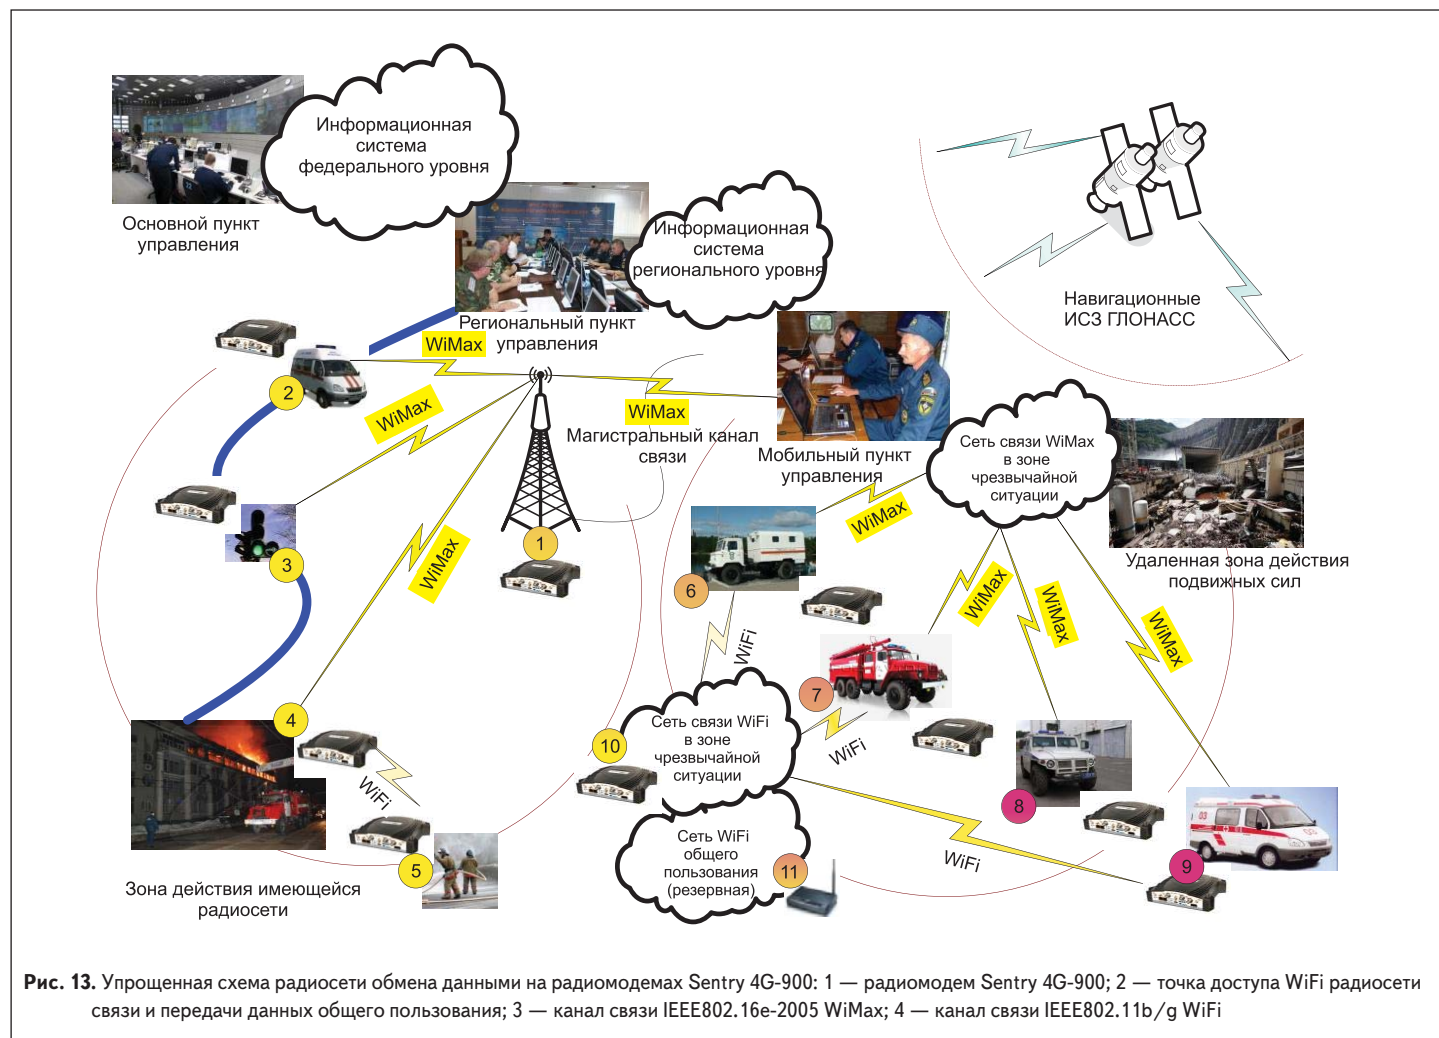 Информационная
система
федерального уровня
Основной пункт
управления
Информационная
система
регионального уровня
Региональный пункт
управления
Навигационные
ИСЗ ГЛОНАСС
WiMax
2
WiMax
WiMax
Магистральный канал
связи
Мобильный пункт
управления
Сеть связи WiMax
в зоне
чрезвычайной
ситуации
WiMax
Удаленная зона действия
подвижных сил
3
1
WiMax
6
WiMax
WiMax
WiMax
WiFi
7
4
WiFi
10
Сеть связи WiFi
в зоне
чрезвычайной
ситуации
WiFi
8
03
03
5
Сеть WiFi
общего
пользования
(резервная)
11
WiFi
9
Зона действия имеющейся
радиосети
Рис. 13. Упрощенная схема радиосети обмена данными на радиомодемах Sentry 4G-900: 1 — радиомодем Sentry 4G-900; 2 — точка доступа WiFi радиосети
связи и передачи данных общего пользования; 3 — канал связи IEEE802.16e-2005 WiMax; 4 — канал связи IEEE802.11b/g WiFi